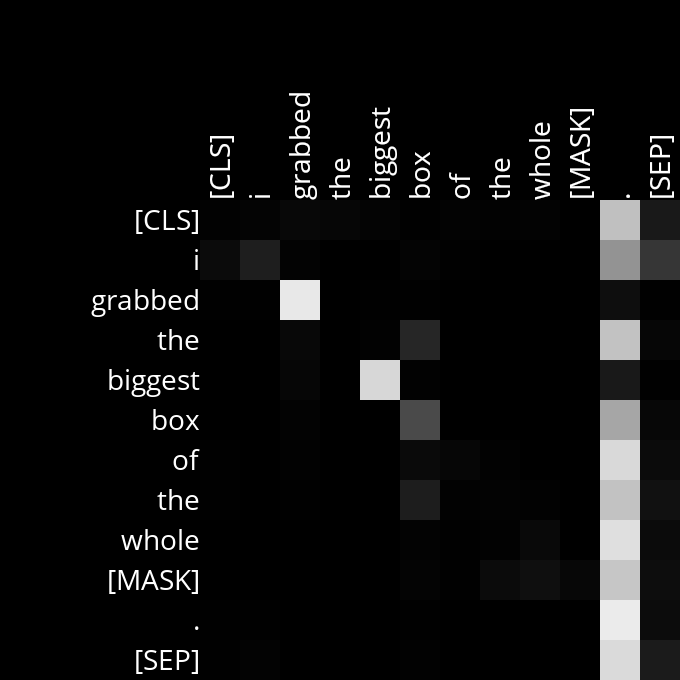 [CLS] i grabbed the biggest box of the whole [MASK] . [SEP]
[CLS]
i
grabbed
the
biggest
box
of
the
whole
[MASK]
.
[SEP]